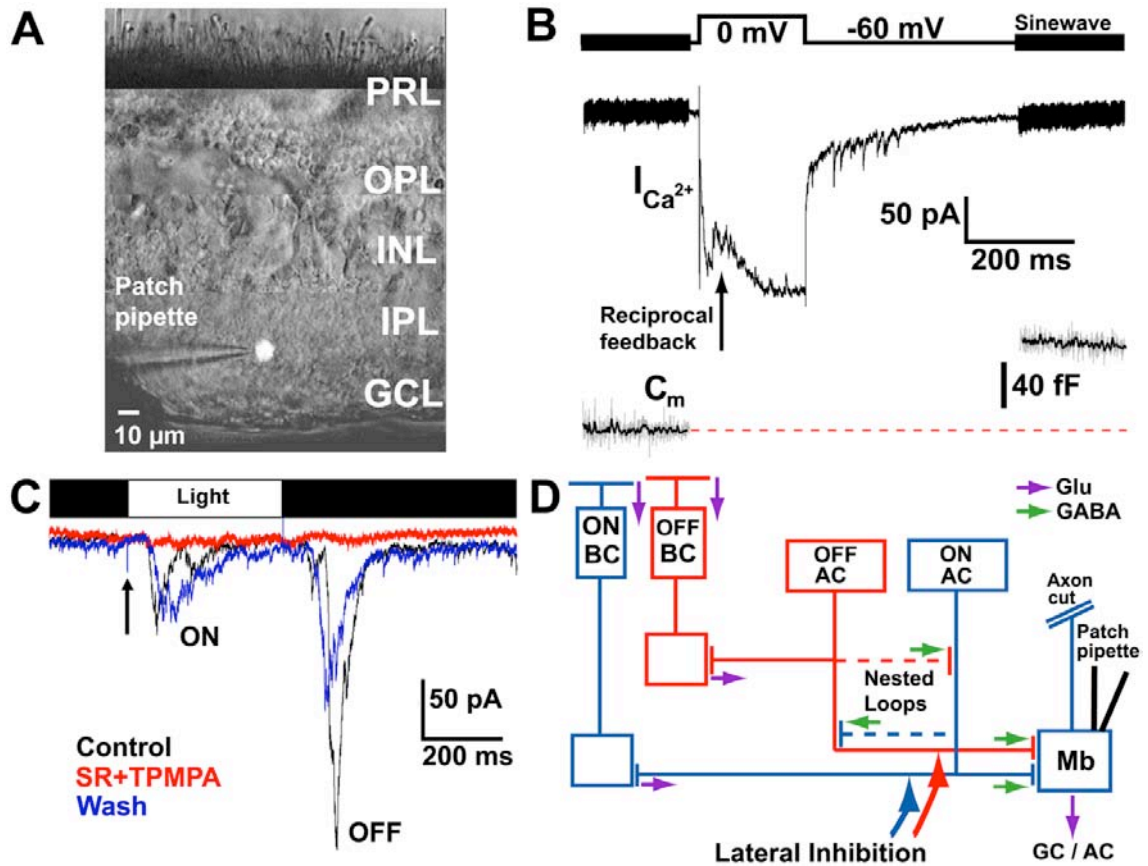 A
PRL
OPL
INL
Patch
pipette
IPL
GCL
10 µm
B
0 mV
-60 mV
Sinewave
I Ca2+
50 pA
200 ms
Reciprocal
feedback
Cm
40 fF
C
Light
ON
OFF
50 pA
200 ms
Control
SR+TPMPA
Wash
D
Glu
GABA
ON
BC
OFF
BC
OFF
AC
ON
AC
Axon
cut
Patch
pipette
Nested
Loops
Mb
Lateral Inhibition
GC / AC